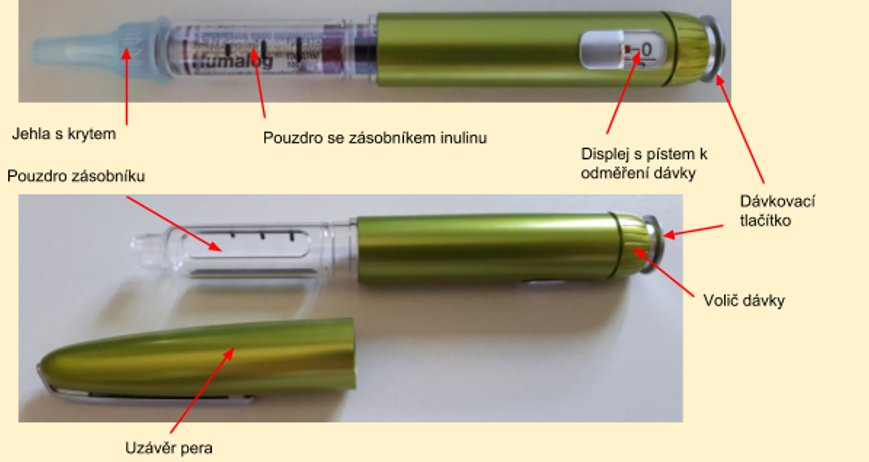 Humalog
-0
Jehla s krytem
Pouzdro se zásobníkem inulinu
Displej s pístem k
odměření dávky
Pouzdro zásobníku
Dávkovací
tlačítko
Volič dávky
Uzávěr pera